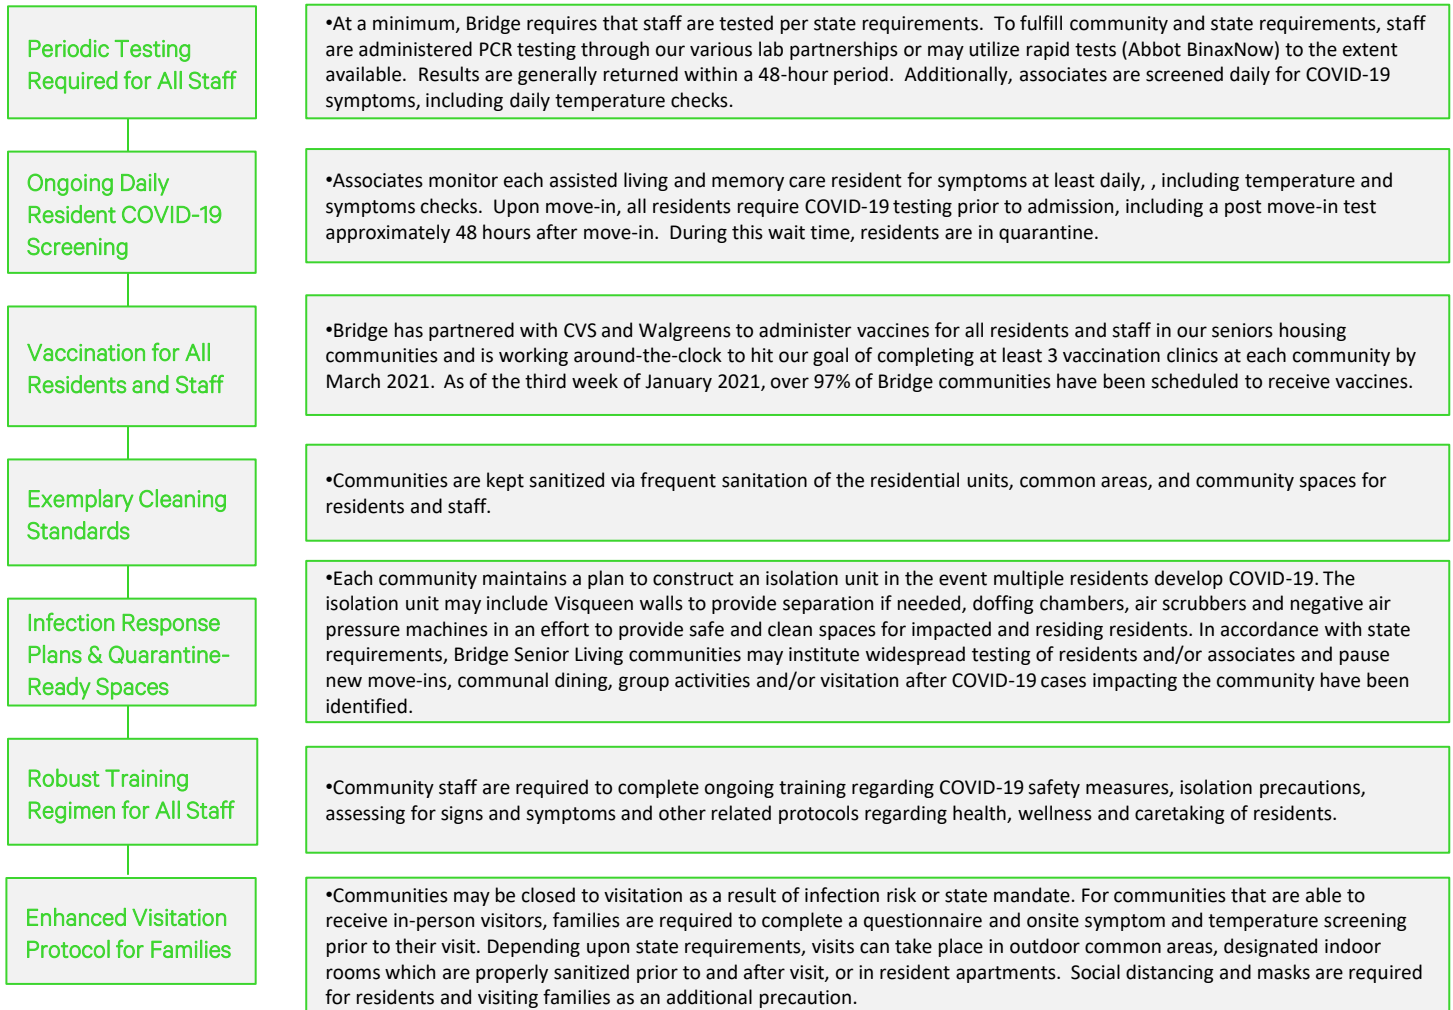 Periodic Testing
Required for All Staff
•At a minimum, Bridge requires that staff are tested per state requirements.  To fulfill community and state requirements, staff
are administered PCR testing through our various lab partnerships or may utilize rapid tests (Abbot BinaxNow) to the extent
available.  Results are generally returned within a 48-hour period.  Additionally, associates are screened daily for COVID-19
symptoms, including daily temperature checks.
Ongoing Daily
Resident COVID-19
Screening
•Associates monitor each assisted living and memory care resident for symptoms at least daily, , including temperature and
symptoms checks.  Upon move-in, all residents require COVID-19 testing prior to admission, including a post move-in test
approximately 48 hours after move-in.  During this wait time, residents are in quarantine.
Vaccination for All
Residents and Staff
•Bridge has partnered with CVS and Walgreens to administer vaccines for all residents and staff in our seniors housing
communities and is working around-the-clock to hit our goal of completing at least 3 vaccination clinics at each community by
March 2021.  As of the third week of January 2021, over 97% of Bridge communities have been scheduled to receive vaccines.
Exemplary Cleaning
Standards
•Communities are kept sanitized via frequent sanitation of the residential units, common areas, and community spaces for
residents and staff.
Infection Response
Plans & Quarantine-
Ready Spaces
•Each community maintains a plan to construct an isolation unit in the event multiple residents develop COVID-19. The
isolation unit may include Visqueen walls to provide separation if needed, doffing chambers, air scrubbers and negative air
pressure machines in an effort to provide safe and clean spaces for impacted and residing residents. In accordance with state
requirements, Bridge Senior Living communities may institute widespread testing of residents and/or associates and pause
new move-ins, communal dining, group activities and/or visitation after COVID-19 cases impacting the community have been
identified.
Robust Training
Regimen for All Staff
•Community staff are required to complete ongoing training regarding COVID-19 safety measures, isolation precautions,
assessing for signs and symptoms and other related protocols regarding health, wellness and caretaking of residents.
Enhanced Visitation
Protocol for Families
•Communities may be closed to visitation as a result of infection risk or state mandate. For communities that are able to
receive in-person visitors, families are required to complete a questionnaire and onsite symptom and temperature screening
prior to their visit. Depending upon state requirements, visits can take place in outdoor common areas, designated indoor
rooms which are properly sanitized prior to and after visit, or in resident apartments.  Social distancing and masks are required
for residents and visiting families as an additional precaution.